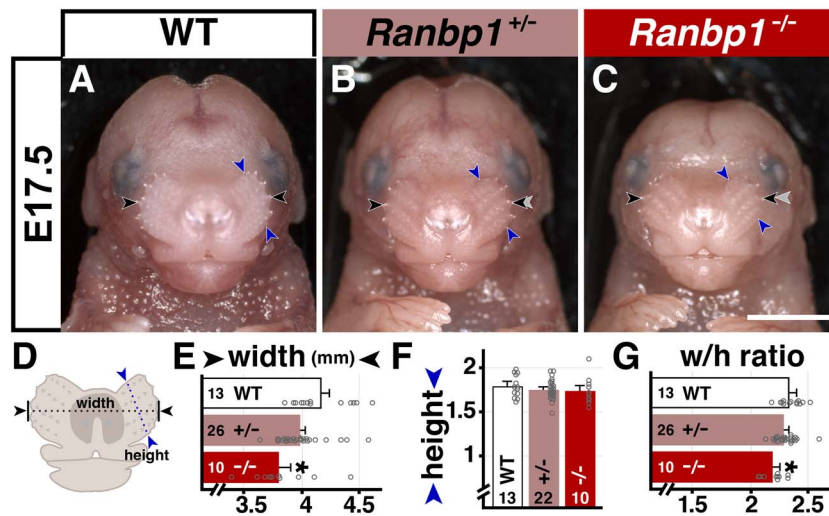 WT
Ranbp1+/-
Ranbp1-/-
E17.5
A
B
C
D
width
height
E
width (mm)
13 WT
26 +/-
10 -/- *
3.5 4 4.5
F
height
2
1.5
1
WT
13
+/-
22
-/-
10
G
w/h ratio
13 WT
26 +/-
10 -/- *
1.5 2 2.5